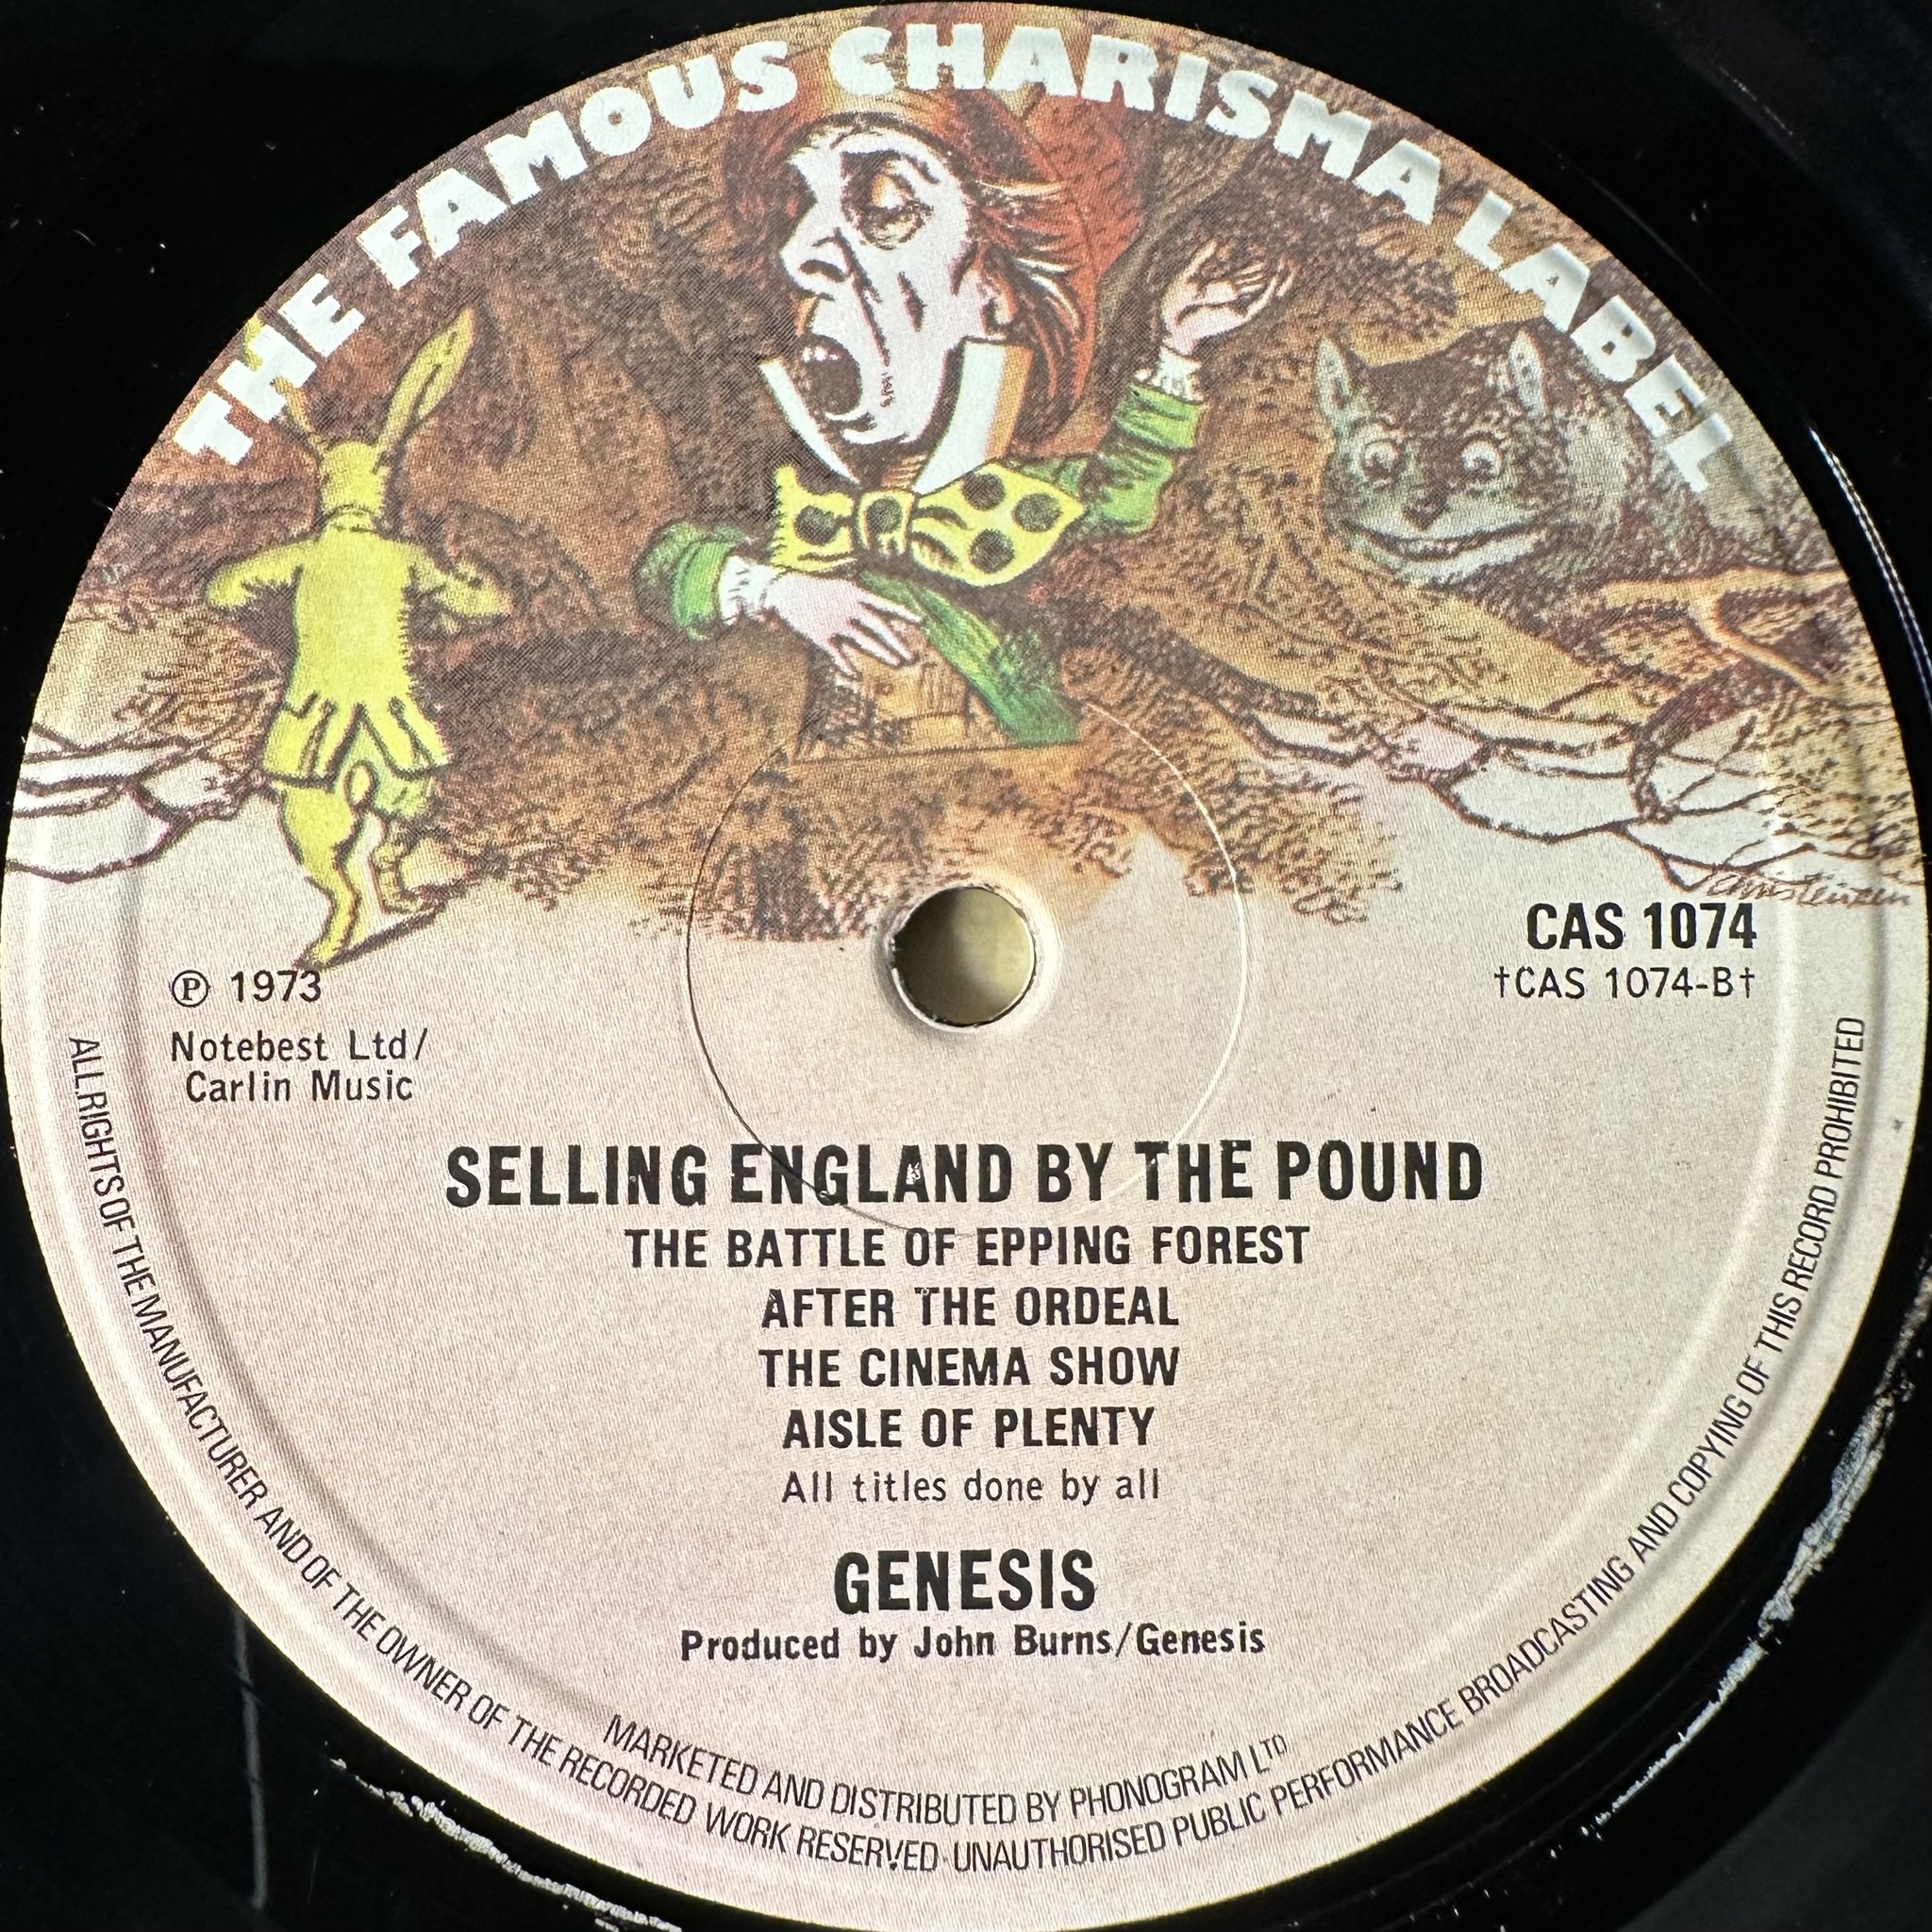 THE FAMOUS CHARISMA LABEL
Christensen
CAS 1074
†CAS 1074-B†
℗ 1973
Notebest Ltd/
Carlin Music
SELLING ENGLAND BY THE POUND
THE BATTLE OF EPPING FOREST
AFTER THE ORDEAL
THE CINEMA SHOW
AISLE OF PLENTY
All titles done by all
GENESIS
Produced by John Burns/Genesis
MARKETED AND DISTRIBUTED BY PHONOGRAM LTD
ALL RIGHTS OF THE MANUFACTURER AND OF THE OWNER OF THE RECORDED WORK RESERVED·UNAUTHORISED PUBLIC PERFORMANCE BROADCASTING AND COPYING OF THIS RECORD PROHIBITED